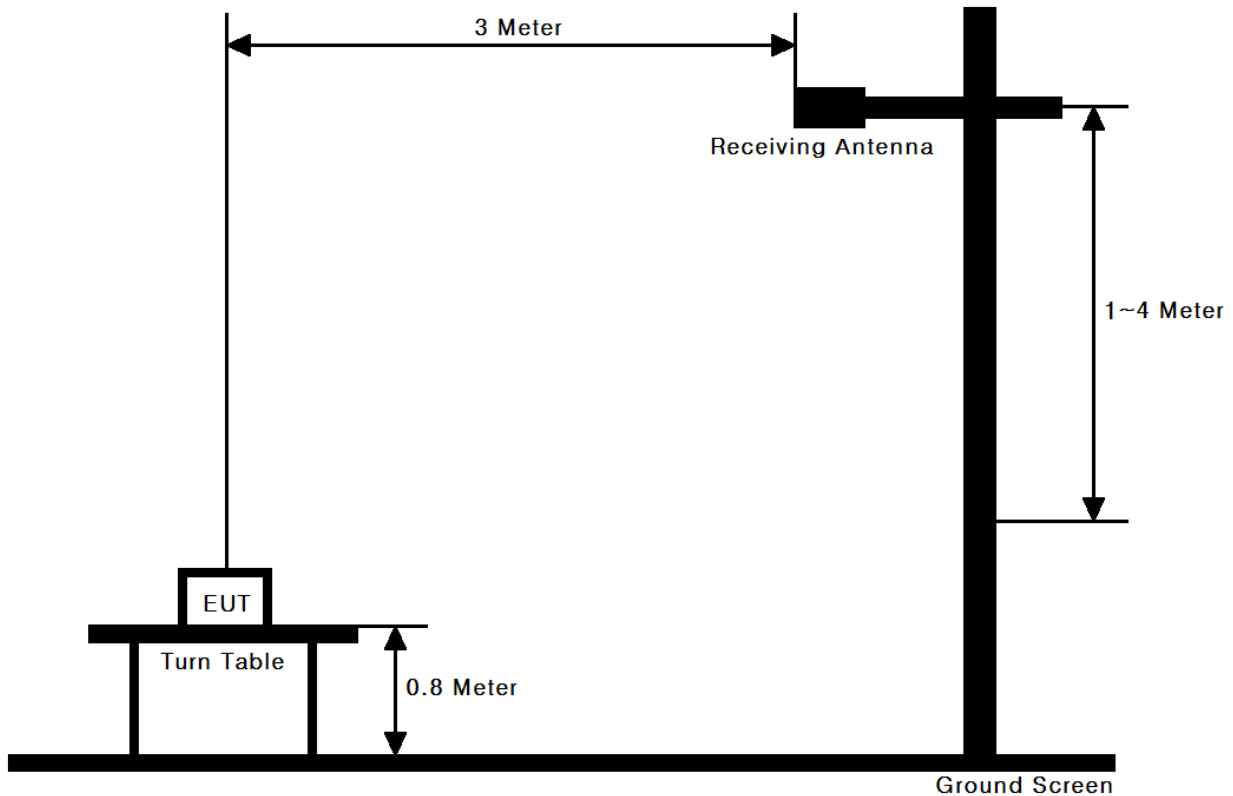 3 Meter
Receiving Antenna
1~4 Meter
EUT
Turn Table
0.8 Meter
Ground Screen